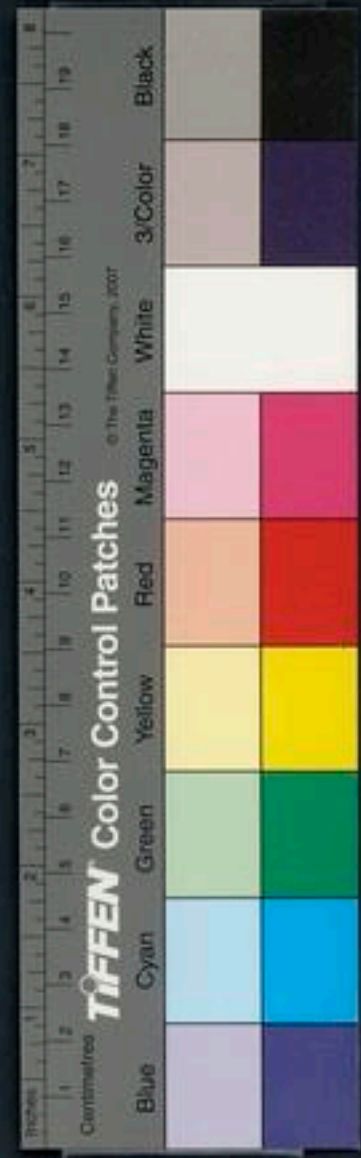 Inches 1 2 3 4 5 6 7 8
Centimetres 1 2 3 4 5 6 7 8 9 10 11 12 13 14 15 16 17 18 19
TIFFEN Color Control Patches © The Tiffen Company, 2007
Blue Cyan Green Yellow Red Magenta White 3/Color Black